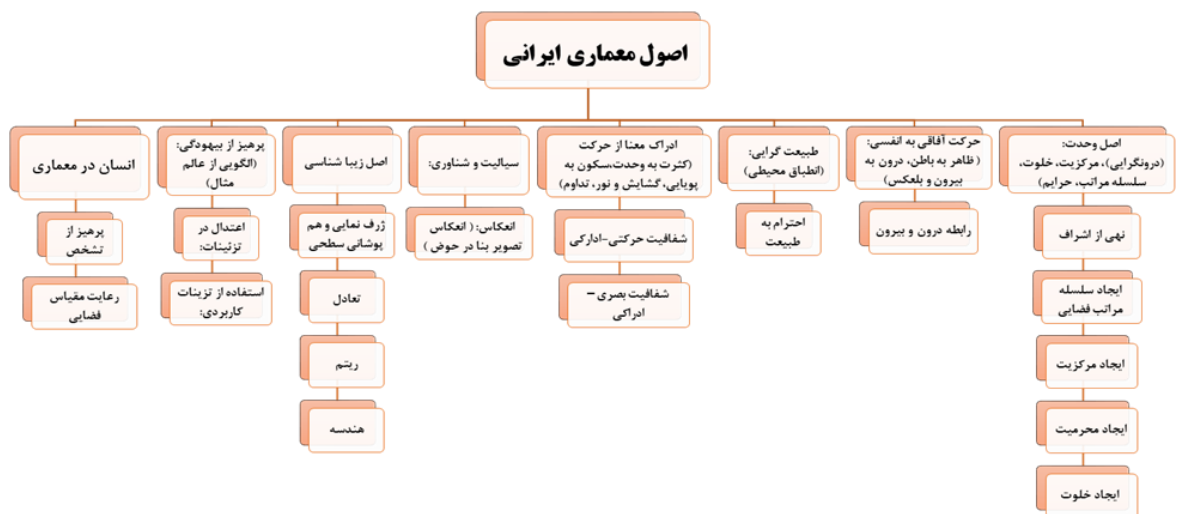 اصول معماری ایرانی
اصل وحدت:
(درونگرایی)، مرکزیت، خلوت،
سلسله مراتب، حرایم)
نهی از اشراف
ایجاد سلسله
مراتب فضایی
ایجاد مرکزیت
ایجاد محرمیت
ایجاد خلوت
حرکت آفاقی به انفسی:
( ظاهر به باطن، درون به
بیرون و بلعکس)
رابطه درون و بیرون
طبیعت گرایی:
(انطباق محیطی)
احترام به
طبیعت
ادراک معنا از حرکت
(کثرت به وحدت،سکون به
پویایی، گشایش و نور، تداوم)
شفافیت حرکتی-ادارکی
شفافیت بصری –
ادراکی
سیالیت و شناوری:
انعکاس: ( انعکاس
تصویر بنا در حوض )
اصل زیبا شناسی
ژرف نمایی و هم
پوشانی سطحی
تعادل
ریتم
هندسه
پرهیز از بیهودگی:
(الگویی از عالم
مثال)
اعتدال در
تزئینات:
استفاده از تزینات
کاربردی:
انسان در معماری
پرهیز از
تشخص
رعایت مقیاس
فضایی